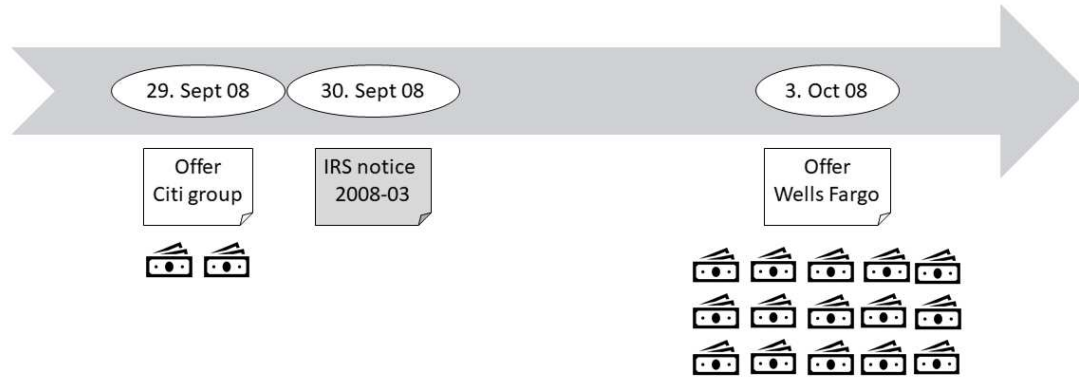 29. Sept 08
30. Sept 08
3. Oct 08
Offer
Citi group
IRS notice
2008-03
Offer
Wells Fargo